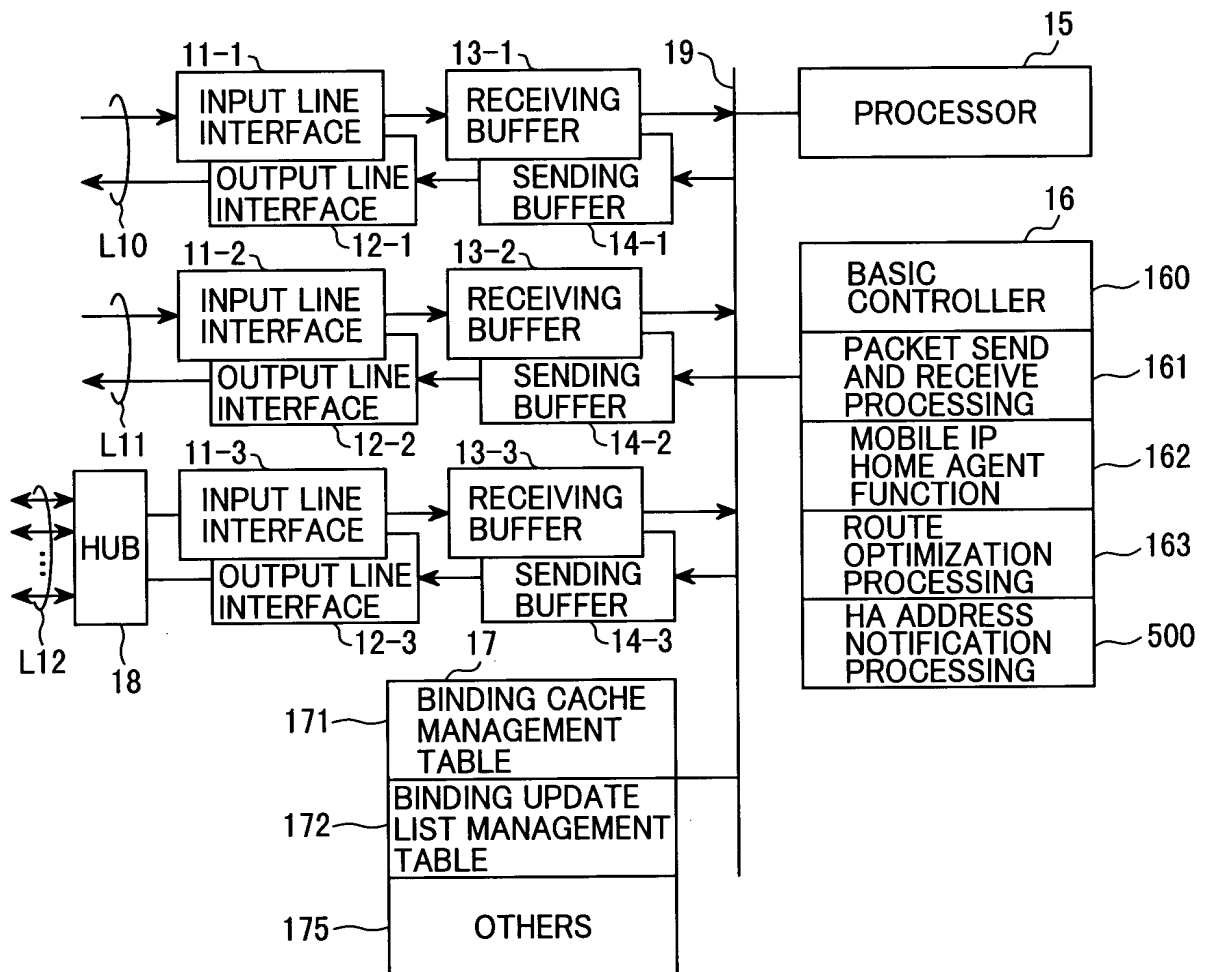 11-1
13-1
19
15
INPUT LINE
INTERFACE
RECEIVING
BUFFER
PROCESSOR
OUTPUT LINE
INTERFACE
SENDING
BUFFER
L10
12-1
14-1
16
11-2
13-2
INPUT LINE
INTERFACE
RECEIVING
BUFFER
BASIC
CONTROLLER
160
OUTPUT LINE
INTERFACE
SENDING
BUFFER
PACKET SEND
AND RECEIVE
PROCESSING
161
L11
12-2
14-2
11-3
13-3
MOBILE IP
HOME AGENT
FUNCTION
162
HUB
INPUT LINE
INTERFACE
RECEIVING
BUFFER
ROUTE
OPTIMIZATION
PROCESSING
163
OUTPUT LINE
INTERFACE
SENDING
BUFFER
HA ADDRESS
NOTIFICATION
PROCESSING
500
L12
18
12-3
14-3
17
171
BINDING CACHE
MANAGEMENT
TABLE
172
BINDING UPDATE
LIST MANAGEMENT
TABLE
175
OTHERS